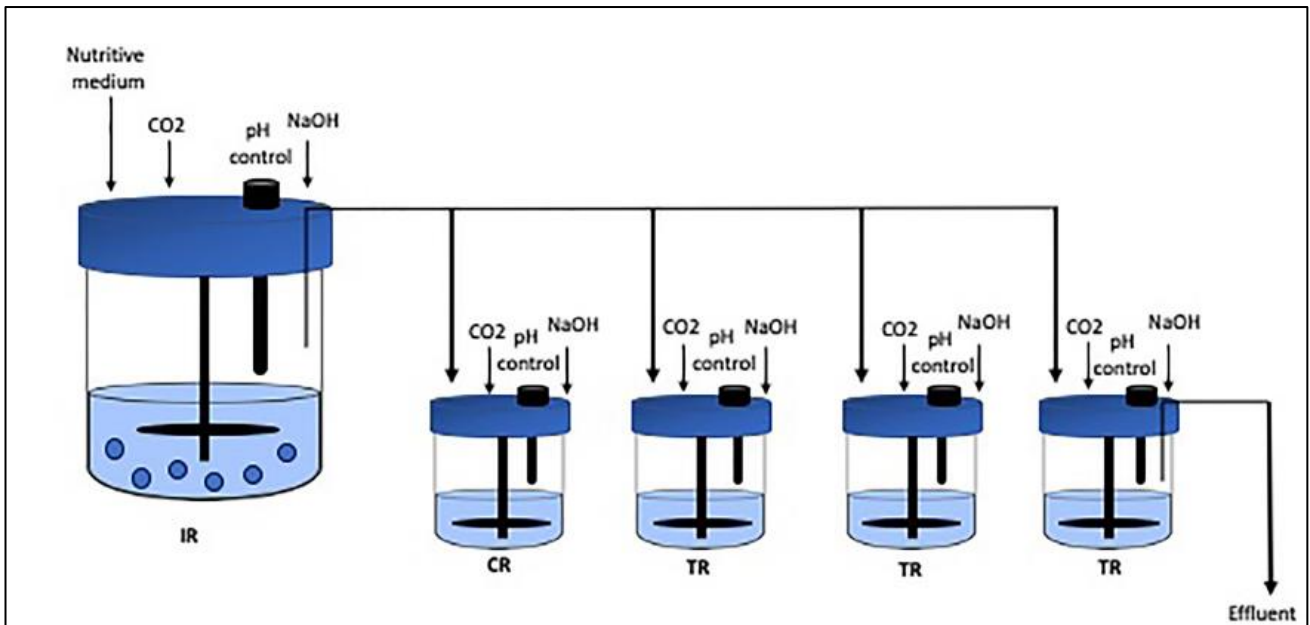 Nutritive
medium
CO2
pH
control
NaOH
CO2
pH
control
NaOH
CO2
pH
control
NaOH
CO2
pH
control
NaOH
CO2
pH
control
NaOH
IR
CR
TR
TR
TR
Effluent